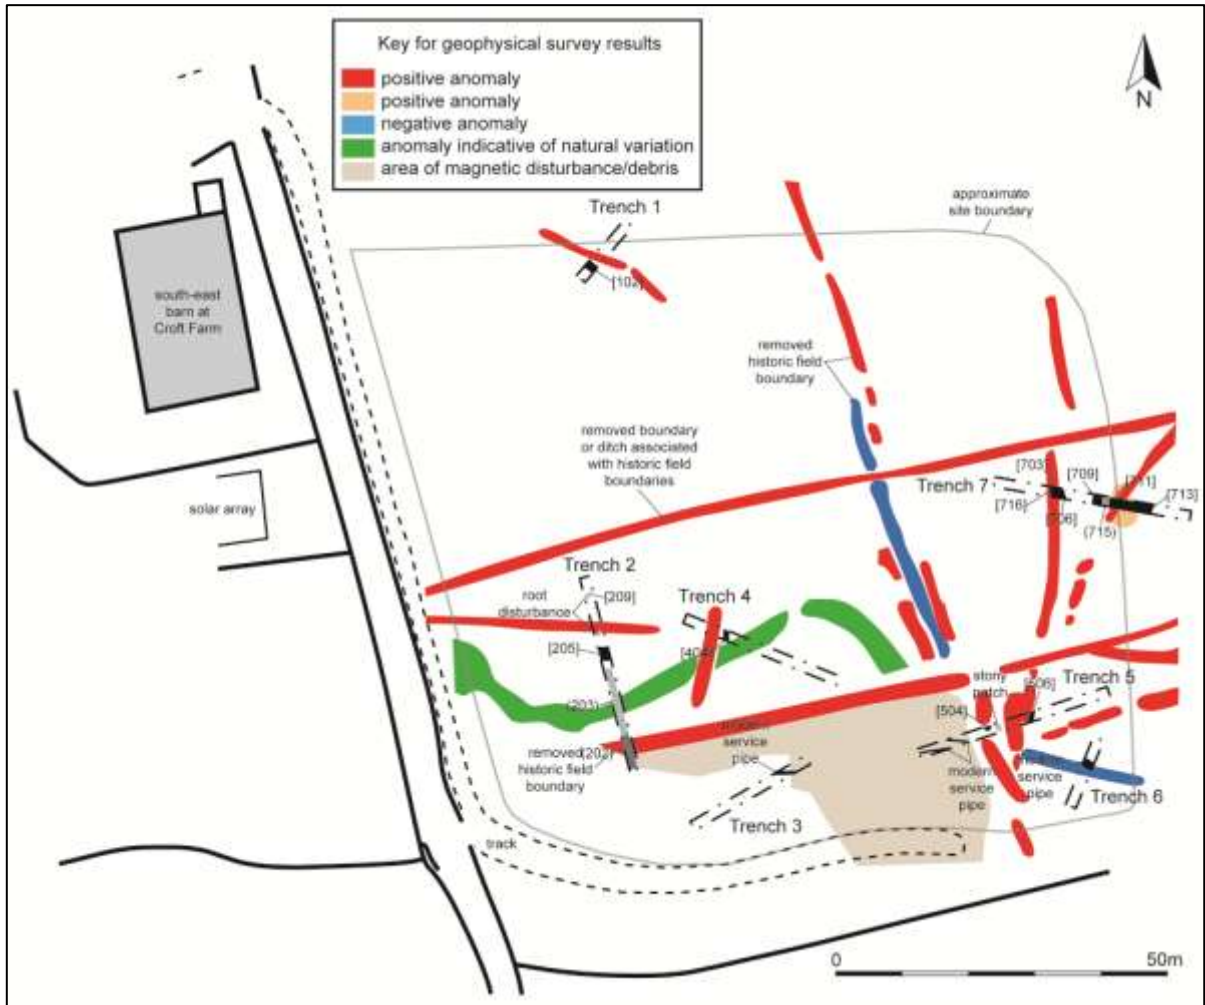 Key for geophysical survey results
positive anomaly
positive anomaly
negative anomaly
anomaly indicative of natural variation
area of magnetic disturbance/debris
N
approximate
site boundary
Trench 1
[102]
south-east
barn at
Croft Farm
removed
historic field
boundary
removed boundary
or ditch associated
with historic field
boundaries
solar array
Trench 7
[703]
[709]
[711]
[713]
[716]
[706]
(715)
Trench 2
root
disturbance
[209]
[205]
(203)
(202)
Trench 4
[404]
removed
historic field
boundary
service
pipe
Trench 3
stony
patch
[506]
Trench 5
[504]
modern
service
pipe
service
pipe
Trench 6
track
0
50m